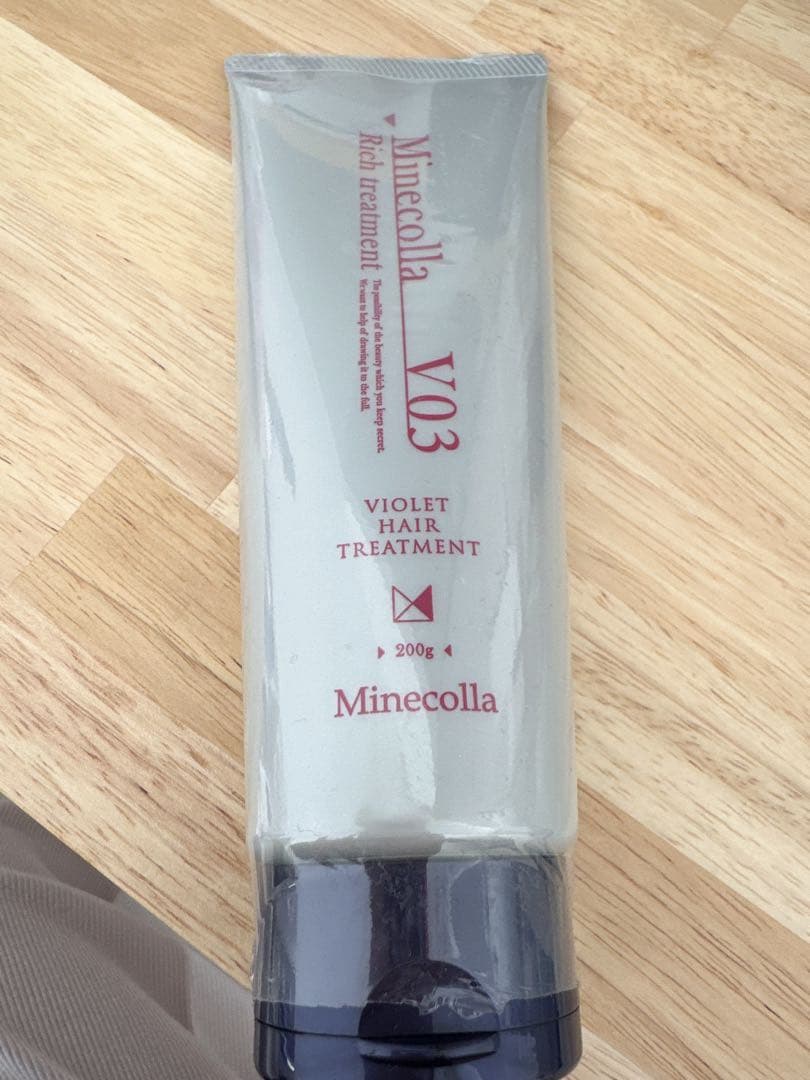 Minecolla V03
Rich treatment
The possibility of the beauty which you keep secret.
We want to help of drawing it to the full.
VIOLET
HAIR
TREATMENT
200g
Minecolla